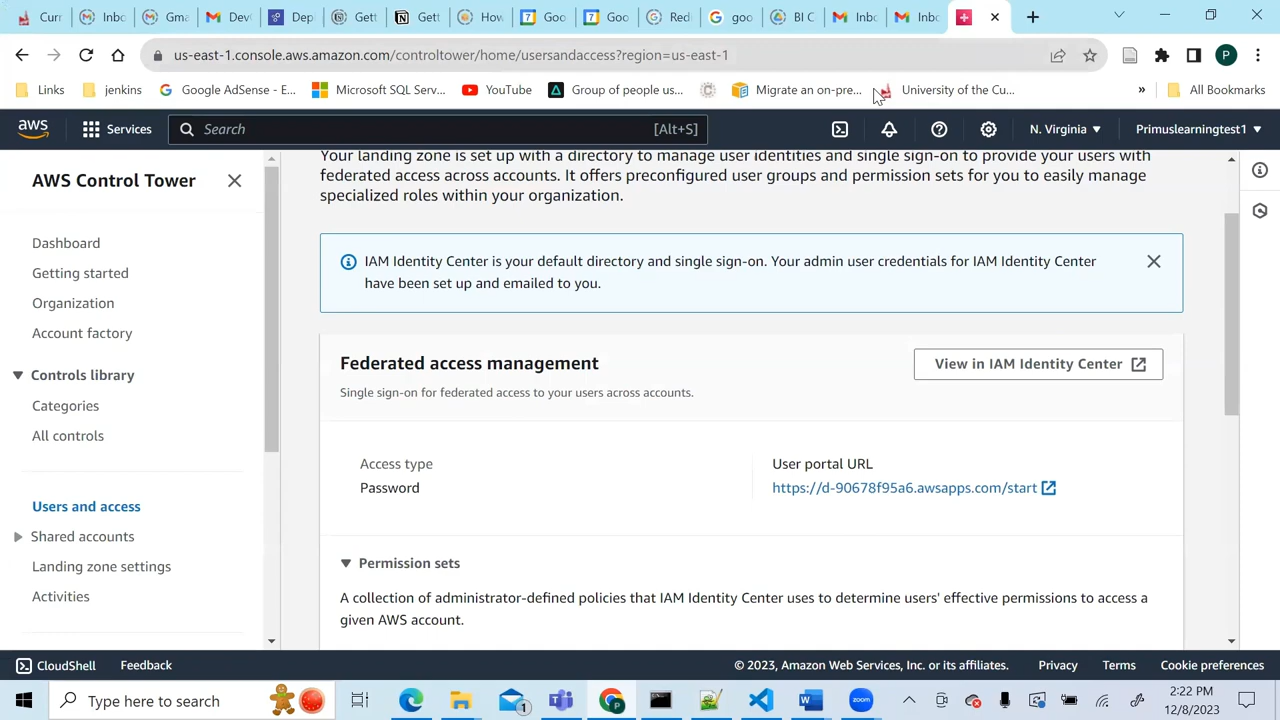 Curr
Inbo
Gma
Dev
Dep
Gett
Gett
How
Goo
Goo
Red
goo
BI C
Inbo
Inbo
us-east-1.console.aws.amazon.com/controltower/home/usersandaccess?region=us-east-1
P
Links
jenkins
Google AdSense - E...
Microsoft SQL Serv...
YouTube
Group of people us...
Migrate an on-pre...
University of the Cu...
»
All Bookmarks
aws
Services
Search
[Alt+S]
N. Virginia
Primuslearningtest1
AWS Control Tower
Dashboard
Getting started
Organization
Account factory
Controls library
Categories
All controls
Users and access
Shared accounts
Landing zone settings
Activities
Your landing zone is set up with a directory to manage user identities and single sign-on to provide your users with
federated access across accounts. It offers preconfigured user groups and permission sets for you to easily manage
specialized roles within your organization.
IAM Identity Center is your default directory and single sign-on. Your admin user credentials for IAM Identity Center
have been set up and emailed to you.
Federated access management
View in IAM Identity Center
Single sign-on for federated access to your users across accounts.
Access type
Password
User portal URL
https://d-90678f95a6.awsapps.com/start
Permission sets
A collection of administrator-defined policies that IAM Identity Center uses to determine users' effective permissions to access a
given AWS account.
CloudShell
Feedback
© 2023, Amazon Web Services, Inc. or its affiliates.
Privacy
Terms
Cookie preferences
Type here to search
1
zoom
2:22 PM
12/8/2023